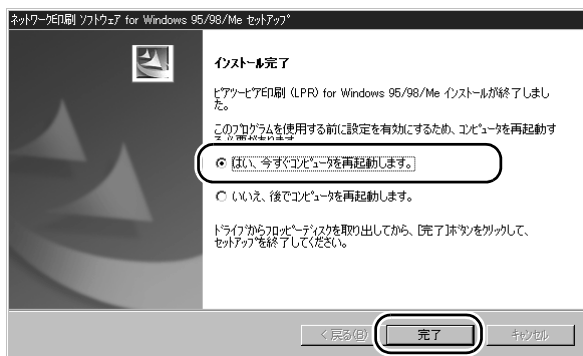 ネットワーク印刷 ソフトウェア for Windows 95/98/Me セットアップ
インストール完了
ピアツーピア印刷 (LPR) for Windows 95/98/Me インストールが終了しまし
た。
このプログラムを使用する前に設定を有効にするため、コンピュータを再起動す
る必要があります。
はい、今すぐコンピュータを再起動します。
いいえ、後でコンピュータを再起動します。
ドライブからフロッピーディスクを取り出してから、[完了]ボタンをクリックして、
セットアップを終了してください。
< 戻る(B)
完了
キャンセル